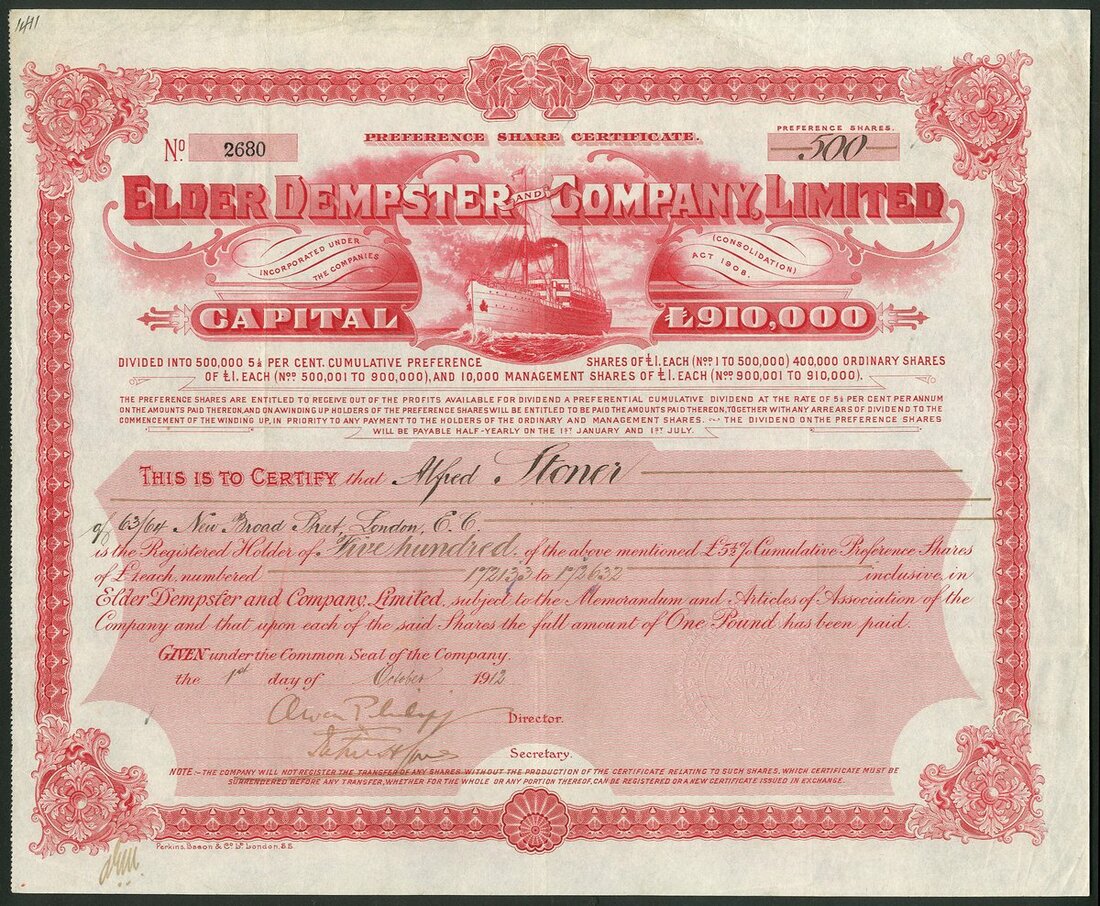 1411
PREFERENCE SHARE CERTIFICATE.
No. 2680
PREFERENCE SHARES.
500
ELDER DEMPSTER AND COMPANY, LIMITED
INCORPORATED UNDER
THE COMPANIES
(CONSOLIDATION)
ACT 1908.
CAPITAL £910,000
DIVIDED INTO 500,000 5½ PER CENT. CUMULATIVE PREFERENCE SHARES OF £1. EACH (Nos 1 TO 500,000) 400,000 ORDINARY SHARES
OF £1. EACH (Nos 500,001 TO 900,000), AND 10,000 MANAGEMENT SHARES OF £1. EACH (Nos 900,001 TO 910,000).
THE PREFERENCE SHARES ARE ENTITLED TO RECEIVE OUT OF THE PROFITS AVAILABLE FOR DIVIDEND A PREFERENTIAL CUMULATIVE DIVIDEND AT THE RATE OF 5½ PER CENT PER ANNUM
ON THE AMOUNTS PAID THEREON, AND ON A WINDING UP HOLDERS OF THE PREFERENCE SHARES WILL BE ENTITLED TO BE PAID THE AMOUNTS PAID THEREON, TOGETHER WITH ANY ARREARS OF DIVIDEND TO THE
COMMENCEMENT OF THE WINDING UP, IN PRIORITY TO ANY PAYMENT TO THE HOLDERS OF THE ORDINARY AND MANAGEMENT SHARES. THE DIVIDEND ON THE PREFERENCE SHARES
WILL BE PAYABLE HALF-YEARLY ON THE 1ST JANUARY AND 1ST JULY.
THIS IS TO CERTIFY that Alfred Stoner
of 63/64 New Broad Street, London, E.C.
is the Registered Holder of Five hundred of the above mentioned £5½% Cumulative Preference Shares
of £1 each, numbered 172133 to 172632 inclusive, in
Elder Dempster and Company, Limited, subject to the Memorandum and Articles of Association of the
Company and that upon each of the said Shares the full amount of One Pound has been paid.
GIVEN under the Common Seal of the Company.
the 1st day of October 1912
Owen Philipps Director.
Secretary.
NOTE:- THE COMPANY WILL NOT REGISTER THE TRANSFER OF ANY SHARES WITHOUT THE PRODUCTION OF THE CERTIFICATE RELATING TO SUCH SHARES, WHICH CERTIFICATE MUST BE
SURRENDERED BEFORE ANY TRANSFER, WHETHER FOR THE WHOLE OR ANY PORTION THEREOF, CAN BE REGISTERED OR A NEW CERTIFICATE ISSUED IN EXCHANGE.
Perkins, Bacon & Co. Ld. London. E.C.